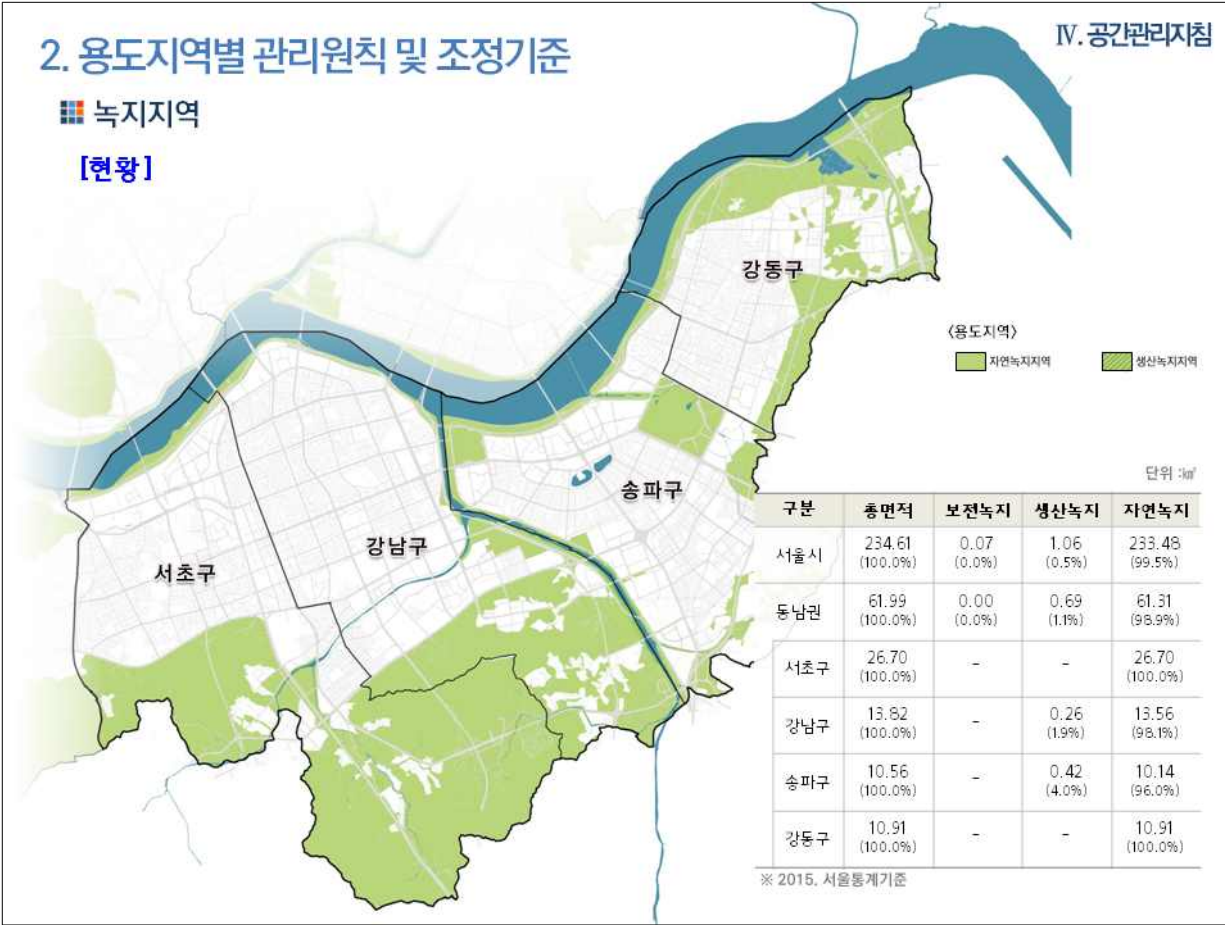 IV. 공간관리지침
2. 용도지역별 관리원칙 및 조정기준
녹지지역
[현황]
강동구
송파구
강남구
서초구
〈용도지역〉
자연녹지지역 생산녹지지역
단위 :㎢
구분 총면적 보전녹지 생산녹지 자연녹지
서울시 234.61 0.07 1.06 233.48
(100.0%) (0.0%) (0.5%) (99.5%)
동남권 61.99 0.00 0.69 61.31
(100.0%) (0.0%) (1.1%) (98.9%)
서초구 26.70 - - 26.70
(100.0%) (100.0%)
강남구 13.82 - 0.26 13.56
(100.0%) (1.9%) (98.1%)
송파구 10.56 - 0.42 10.14
(100.0%) (4.0%) (96.0%)
강동구 10.91 - - 10.91
(100.0%) (100.0%)
※ 2015. 서울통계기준